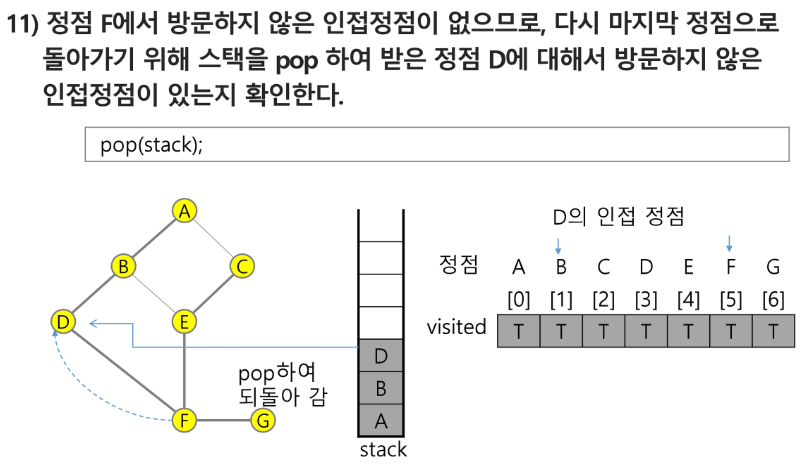 11) 정점 F에서 방문하지 않은 인접정점이 없으므로, 다시 마지막 정점으로
돌아가기 위해 스택을 pop 하여 받은 정점 D에 대해서 방문하지 않은
인접정점이 있는지 확인한다.
pop(stack);
A
B
C
D
E
F
G
pop하여
되돌아 감
D
B
A
stack
D의 인접 정점
정점 A B C D E F G
[0] [1] [2] [3] [4] [5] [6]
visited T T T T T T T